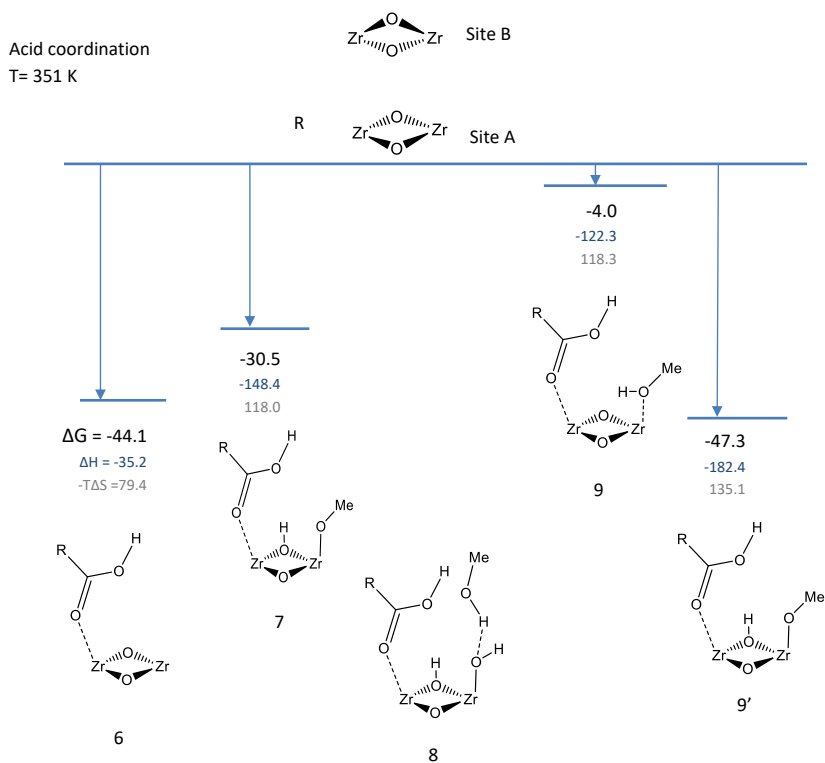 Acid coordination
T= 351 K
O
Zr Zr
O
Site B
R
O
Zr Zr
O
Site A
-4.0
-122.3
118.3
-30.5
-148.4
118.0
ΔG = -44.1
ΔH = -35.2
-TΔS =79.4
-47.3
-182.4
135.1
H
R
O
O
Me
H O
O
Zr Zr
O
9
H
R
O
O
Me
H
O
O
Zr Zr
O
7
H
R
O
O
O
Zr Zr
O
6
Me
H
R
O
O
H
O
H
O H
O
Zr Zr
O
8
H
R
O
O
Me
H
O
O
Zr Zr
O
9’